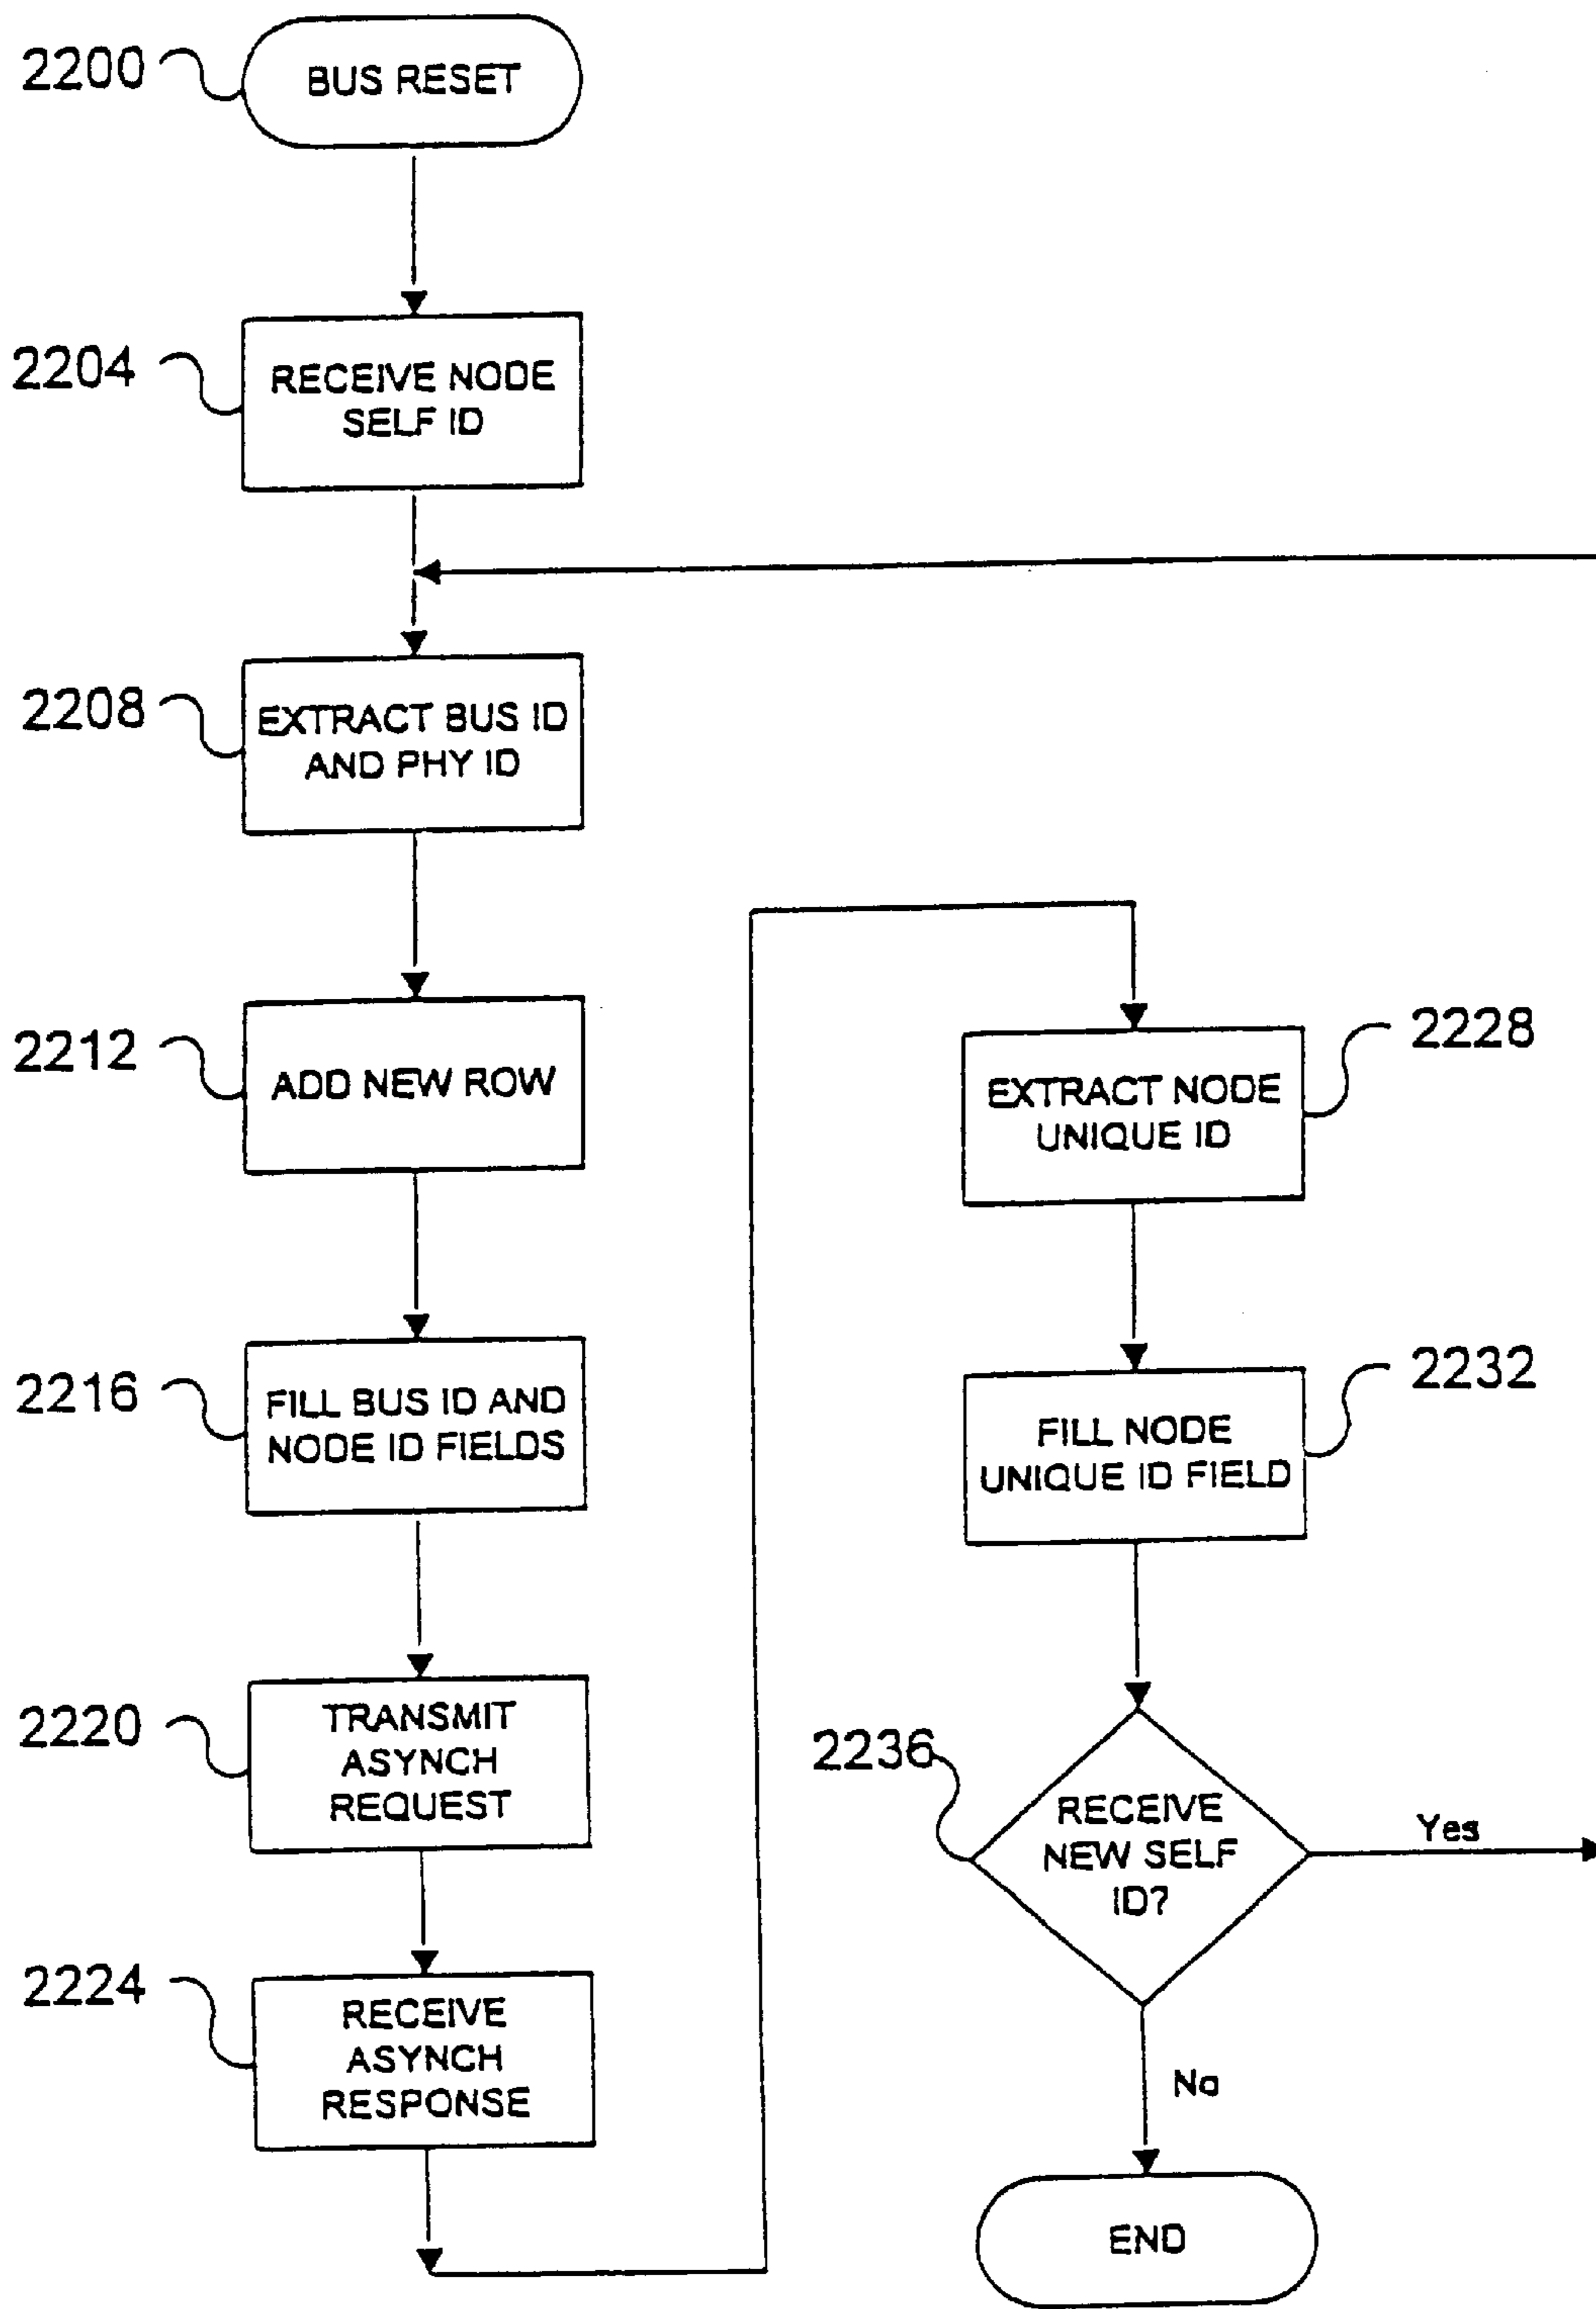 2200
BUS RESET
2204
RECEIVE NODE
SELF ID
2208
EXTRACT BUS ID
AND PHY ID
2212
ADD NEW ROW
2216
FILL BUS ID AND
NODE ID FIELDS
2220
TRANSMIT
ASYNCH
REQUEST
2224
RECEIVE
ASYNCH
RESPONSE
2228
EXTRACT NODE
UNIQUE ID
2232
FILL NODE
UNIQUE ID FIELD
2236
RECEIVE
NEW SELF
ID?
Yes
No
END